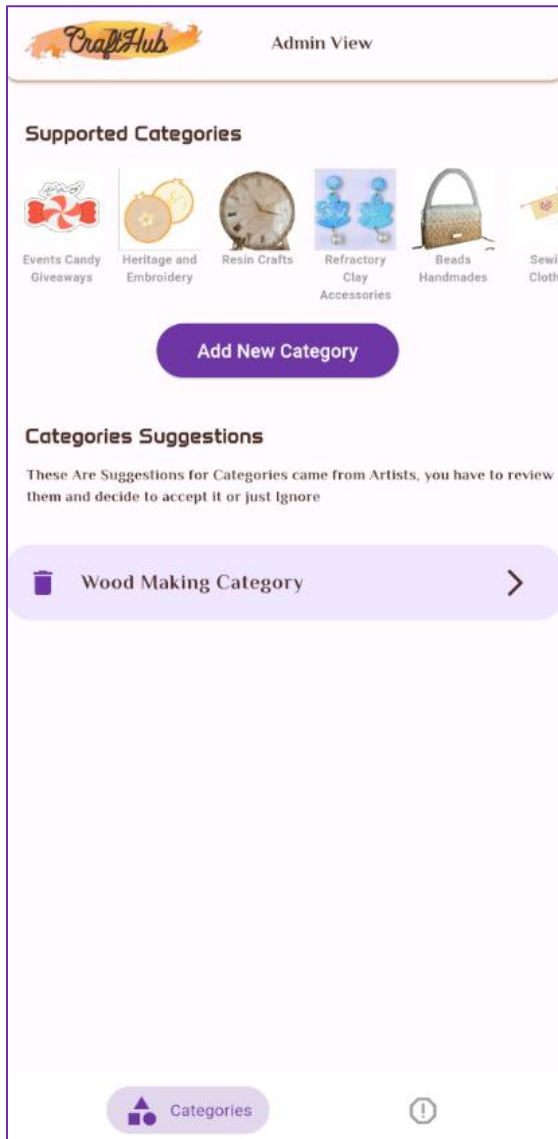 CraftHub
Admin View
Supported Categories
Events Candy
Giveaways
Heritage and
Embroidery
Resin Crafts
Refractory
Clay
Accessories
Beads
Handmades
Sewi
Cloth
Add New Category
Categories Suggestions
These Are Suggestions for Categories came from Artists, you have to review
them and decide to accept it or just Ignore
Wood Making Category
Categories